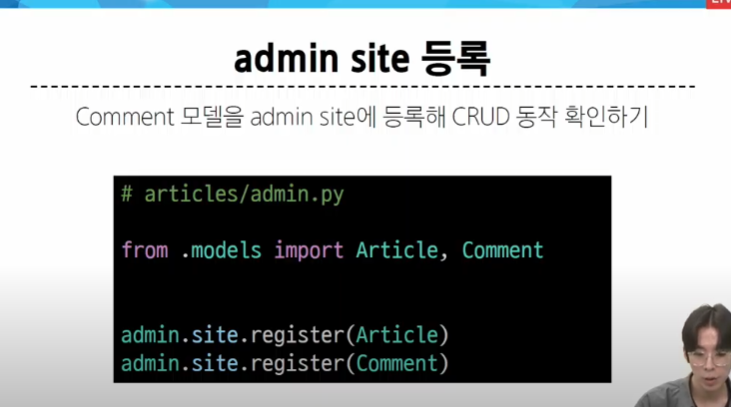 admin site 등록
Comment 모델을 admin site에 등록해 CRUD 동작 확인하기
# articles/admin.py
from .models import Article, Comment
admin.site.register(Article)
admin.site.register(Comment)